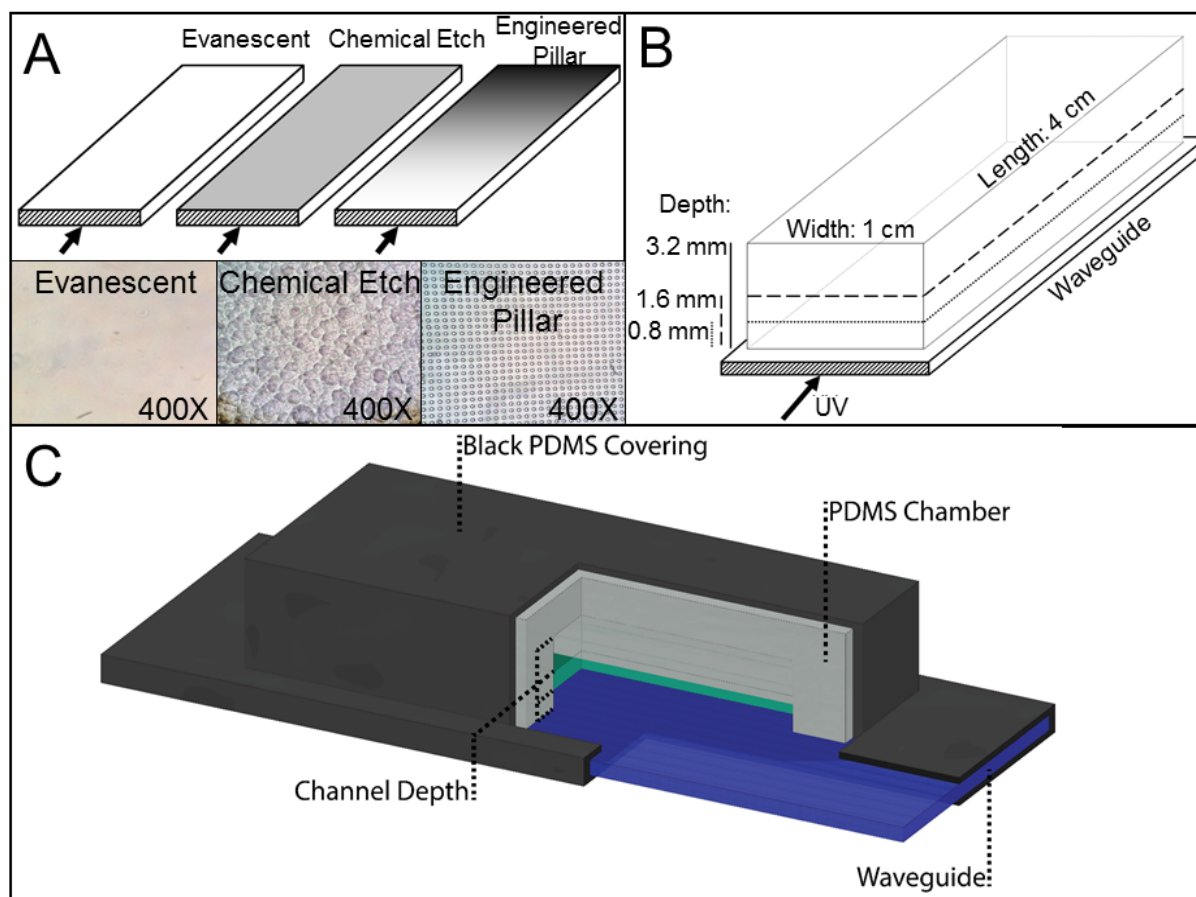 A
Evanescent
Chemical Etch
Engineered
Pillar
Evanescent
400X
Chemical Etch
400X
Engineered
Pillar
400X
B
Length: 4 cm
Depth:
Width: 1 cm
3.2 mm
1.6 mm
0.8 mm
Waveguide
UV
C
Black PDMS Covering
PDMS Chamber
Channel Depth
Waveguide